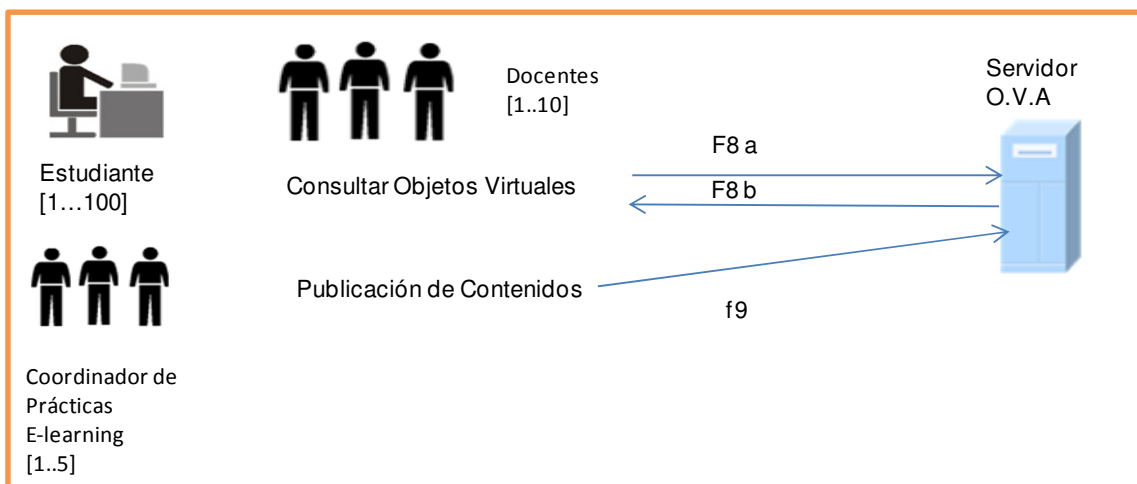 Estudiante
[1...100]
Docentes
[1..10]
Servidor
O.V.A
Consultar Objetos Virtuales
F8 a
F8 b
Publicación de Contenidos
f9
Coordinador de
Prácticas
E-learning
[1..5]